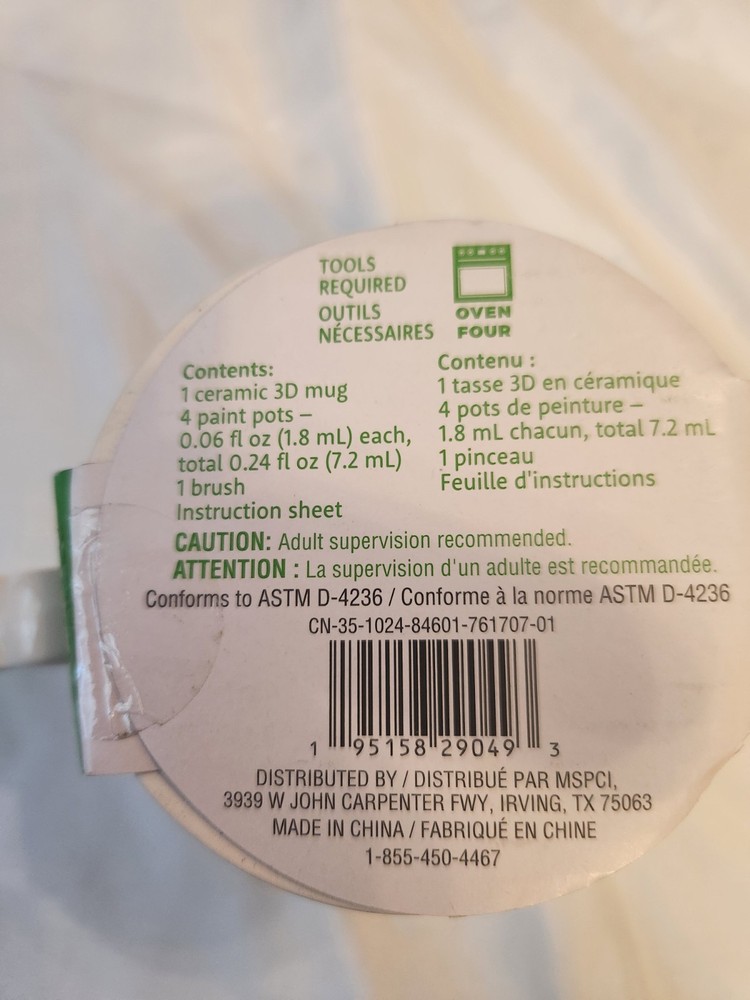 TOOLS
REQUIRED
OUTILS
NÉCESSAIRES
OVEN
FOUR
Contents:
1 ceramic 3D mug
4 paint pots –
0.06 fl oz (1.8 mL) each,
total 0.24 fl oz (7.2 mL)
1 brush
Instruction sheet
Contenu :
1 tasse 3D en céramique
4 pots de peinture –
1.8 mL chacun, total 7.2 mL
1 pinceau
Feuille d'instructions
CAUTION: Adult supervision recommended.
ATTENTION : La supervision d'un adulte est recommandée.
Conforms to ASTM D-4236 / Conforme à la norme ASTM D-4236
CN-35-1024-84601-761707-01
1 95158 29049 3
DISTRIBUTED BY / DISTRIBUÉ PAR MSPCI,
3939 W JOHN CARPENTER FWY, IRVING, TX 75063
MADE IN CHINA / FABRIQUÉ EN CHINE
1-855-450-4467